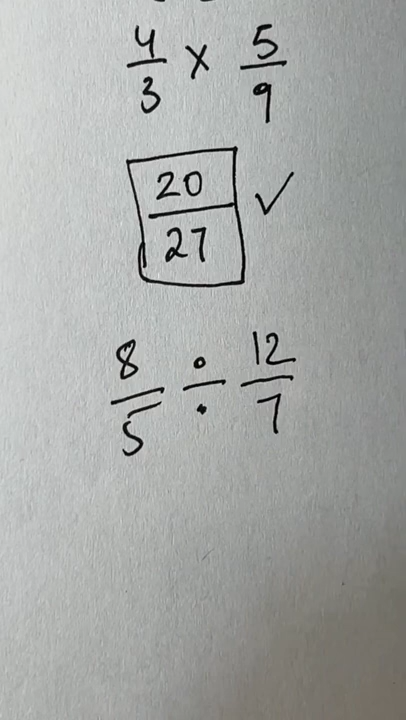 4/3 × 5/9
20/27 ✓
8/5 ÷ 12/7